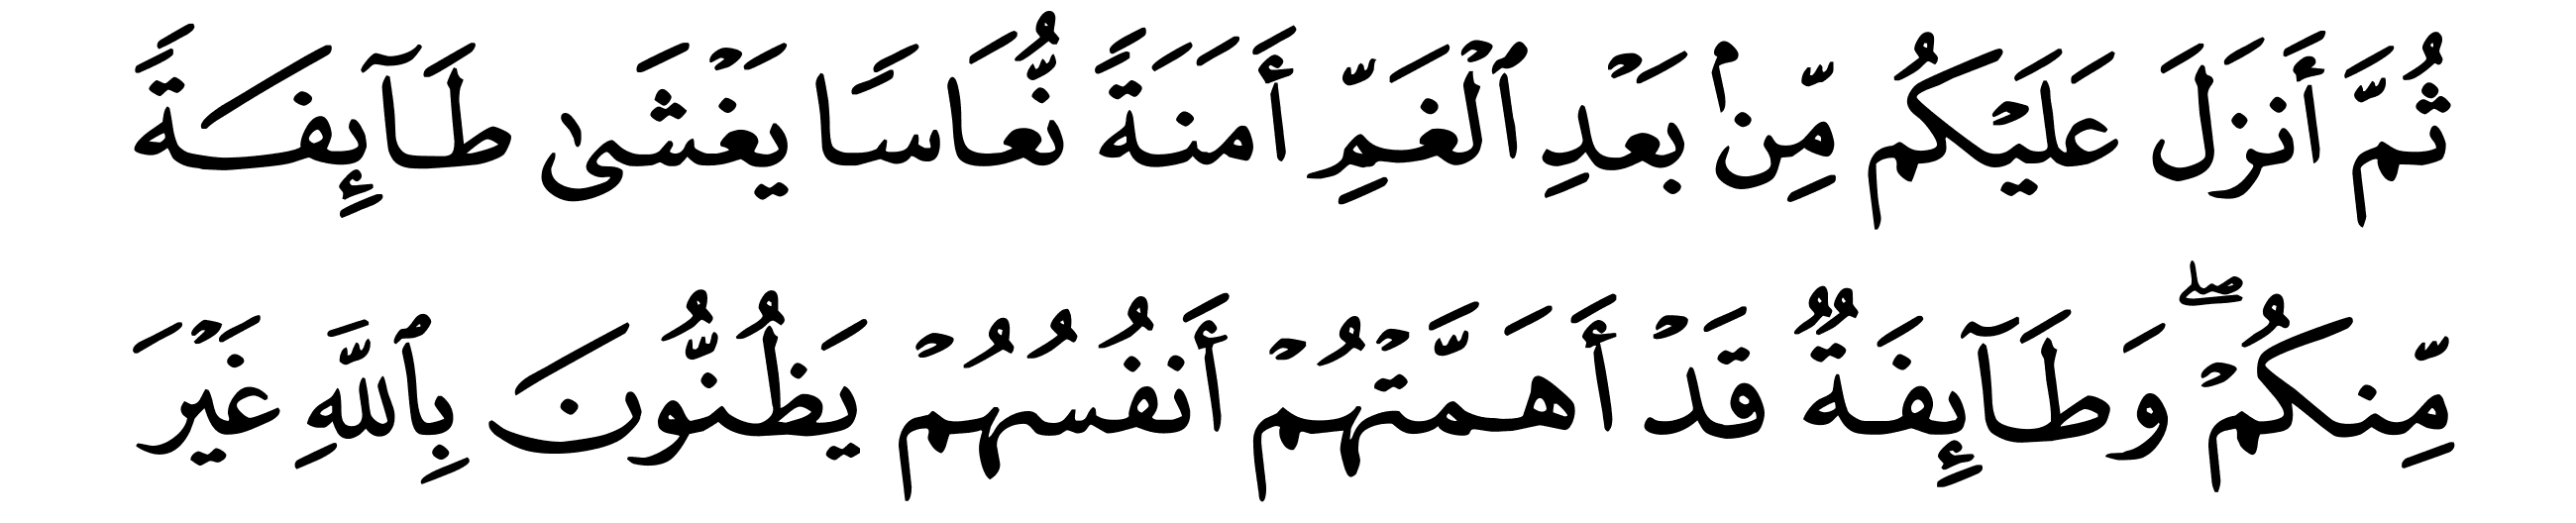 ثُمَّ أَنزَلَ عَلَيۡكُم مِّنۢ بَعۡدِ ٱلۡغَمِّ أَمَنَةٗ نُّعَاسٗا يَغۡشَىٰ طَآئِفَةٗ
مِّنكُمۡۖ وَطَآئِفَةٞ قَدۡ أَهَمَّتۡهُمۡ أَنفُسُهُمۡ يَظُنُّونَ بِٱللَّهِ غَيۡرَ